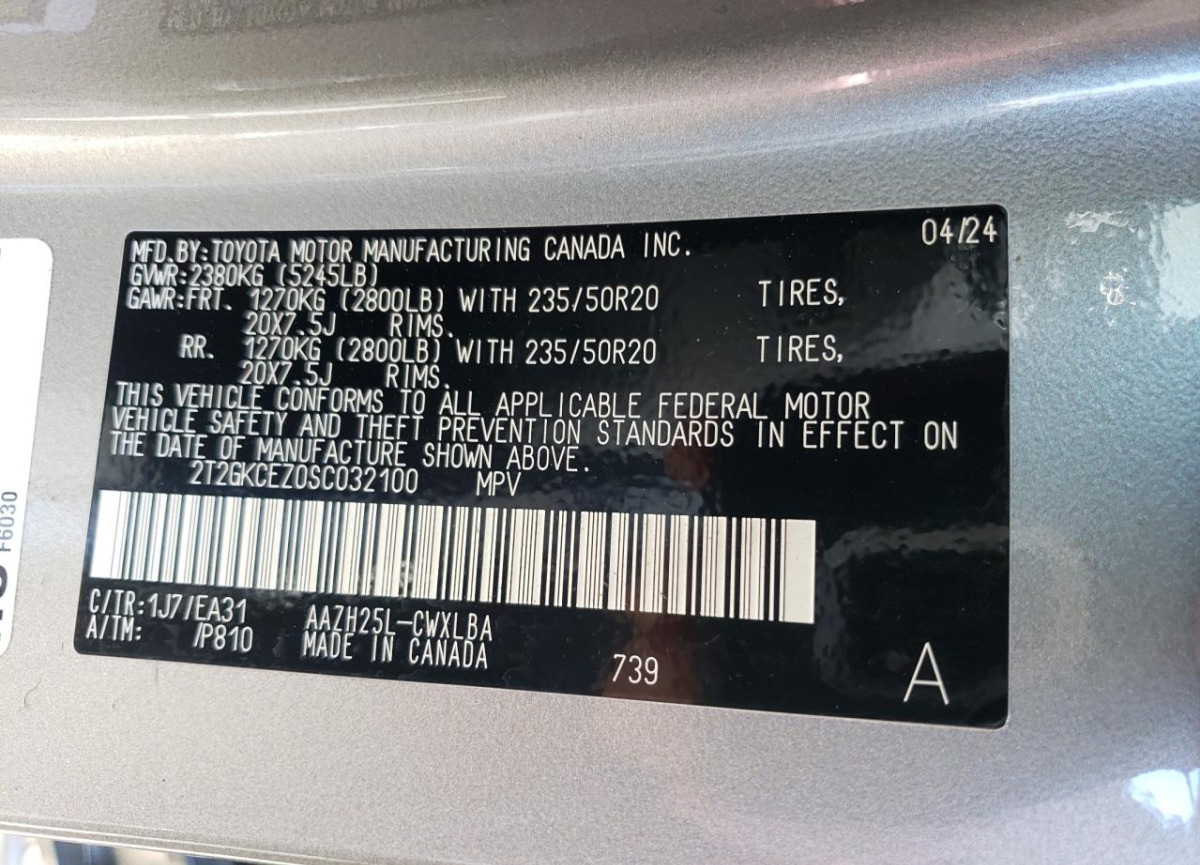 04/24
MFD.BY:TOYOTA MOTOR MANUFACTURING CANADA INC.
GVWR:2380KG (5245LB)
GAWR:FRT. 1270KG (2800LB) WITH 235/50R20 TIRES,
20X7.5J RIMS.
RR. 1270KG (2800LB) WITH 235/50R20 TIRES,
20X7.5J RIMS.
THIS VEHICLE CONFORMS TO ALL APPLICABLE FEDERAL MOTOR
VEHICLE SAFETY AND THEFT PREVENTION STANDARDS IN EFFECT ON
THE DATE OF MANUFACTURE SHOWN ABOVE.
2T2GKCEZ0SC032100 MPV
C/TR:1J7/EA31 AAZH25L-CWXLBA
A/TM: /P810 MADE IN CANADA
739
A
F6030